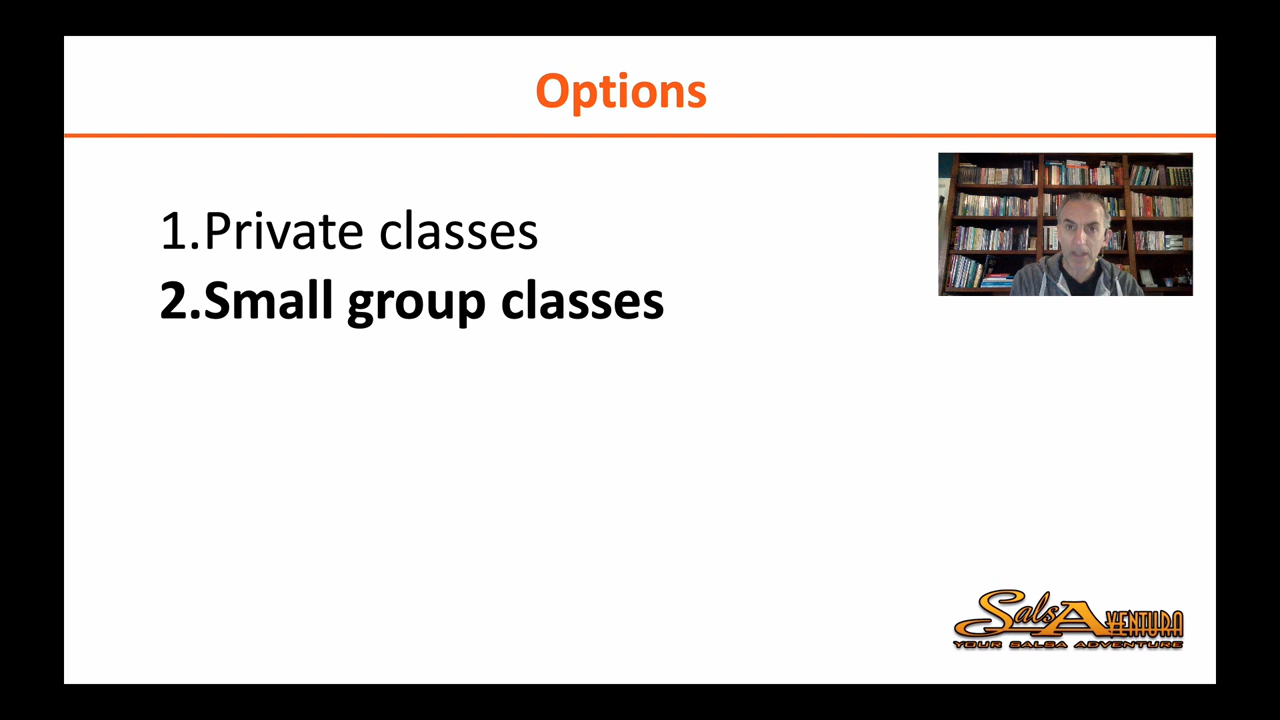 Options
1.Private classes
2.Small group classes
SalsAventura
YOUR SALSA ADVENTURE